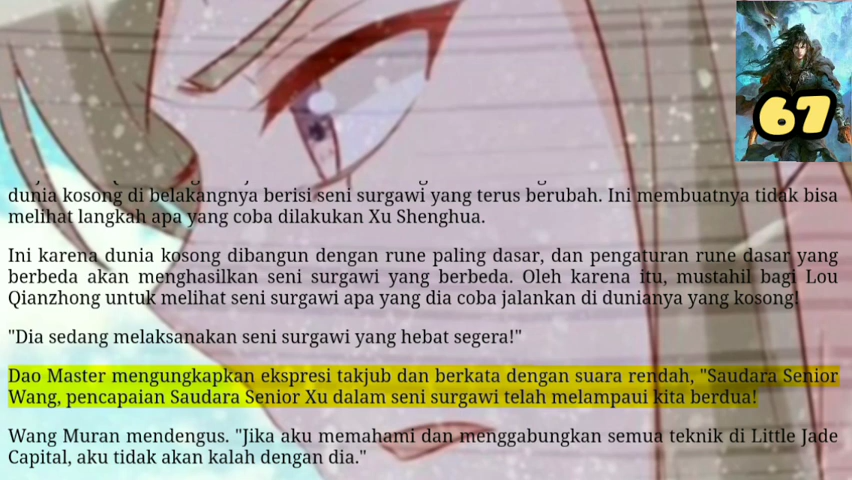 67
dunia kosong di belakangnya berisi seni surgawi yang terus berubah. Ini membuatnya tidak bisa
melihat langkah apa yang coba dilakukan Xu Shenghua.
Ini karena dunia kosong dibangun dengan rune paling dasar, dan pengaturan rune dasar yang
berbeda akan menghasilkan seni surgawi yang berbeda. Oleh karena itu, mustahil bagi Lou
Qianzhong untuk melihat seni surgawi apa yang dia coba jalankan di dunianya yang kosong!
"Dia sedang melaksanakan seni surgawi yang hebat segera!"
Dao Master mengungkapkan ekspresi takjub dan berkata dengan suara rendah, "Saudara Senior
Wang, pencapaian Saudara Senior Xu dalam seni surgawi telah melampaui kita berdua!
Wang Muran mendengus. "Jika aku memahami dan menggabungkan semua teknik di Little Jade
Capital, aku tidak akan kalah dengan dia."